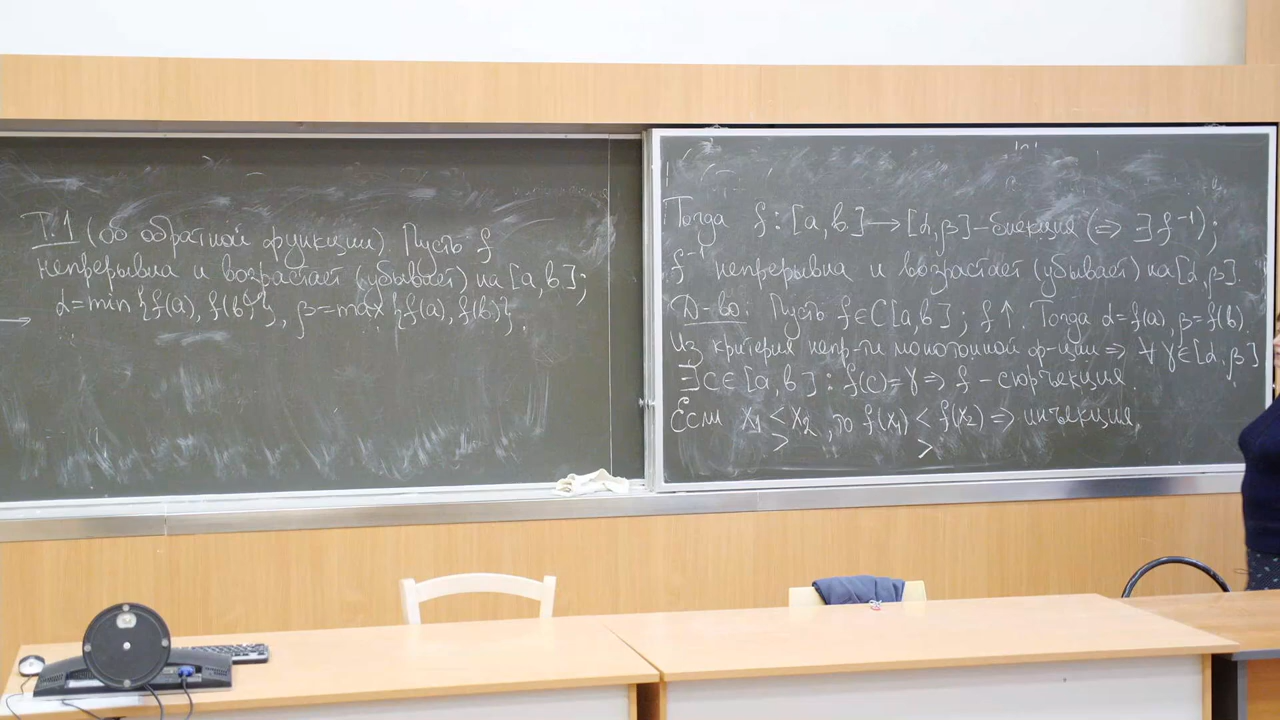 Т.1 (об обратной функции). Пусть f
непрерывна и возрастает (убывает) на [a,b];
α=min{f(a), f(b)}, β=max{f(a), f(b)}.
Тогда f: [a,b]→[α,β]-биекция (⇒ ∃ f⁻¹);
f⁻¹ непрерывна и возрастает (убывает) на [α,β].
Д-во: Пусть f∈C[a,b]; f↑. Тогда α=f(a), β=f(b).
Из критерия непр-ти монотонной ф-ции ⇒ ∀ γ∈[α,β]
∃ c∈[a,b]: f(c)=γ ⇒ f - сюръекция.
Если x₁ < x₂, то f(x₁) < f(x₂) ⇒ инъекция,
> >